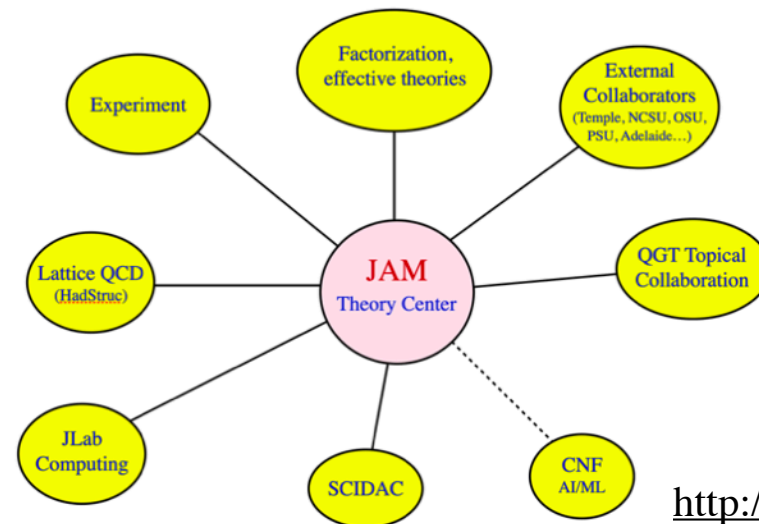 Factorization,
effective theories
Experiment
External
Collaborators
(Temple, NCSU, OSU,
PSU, Adelaide...)
Lattice QCD
(HadStruc)
JAM
Theory Center
QGT Topical
Collaboration
JLab
Computing
SCIDAC
CNF
AI/ML
http:/